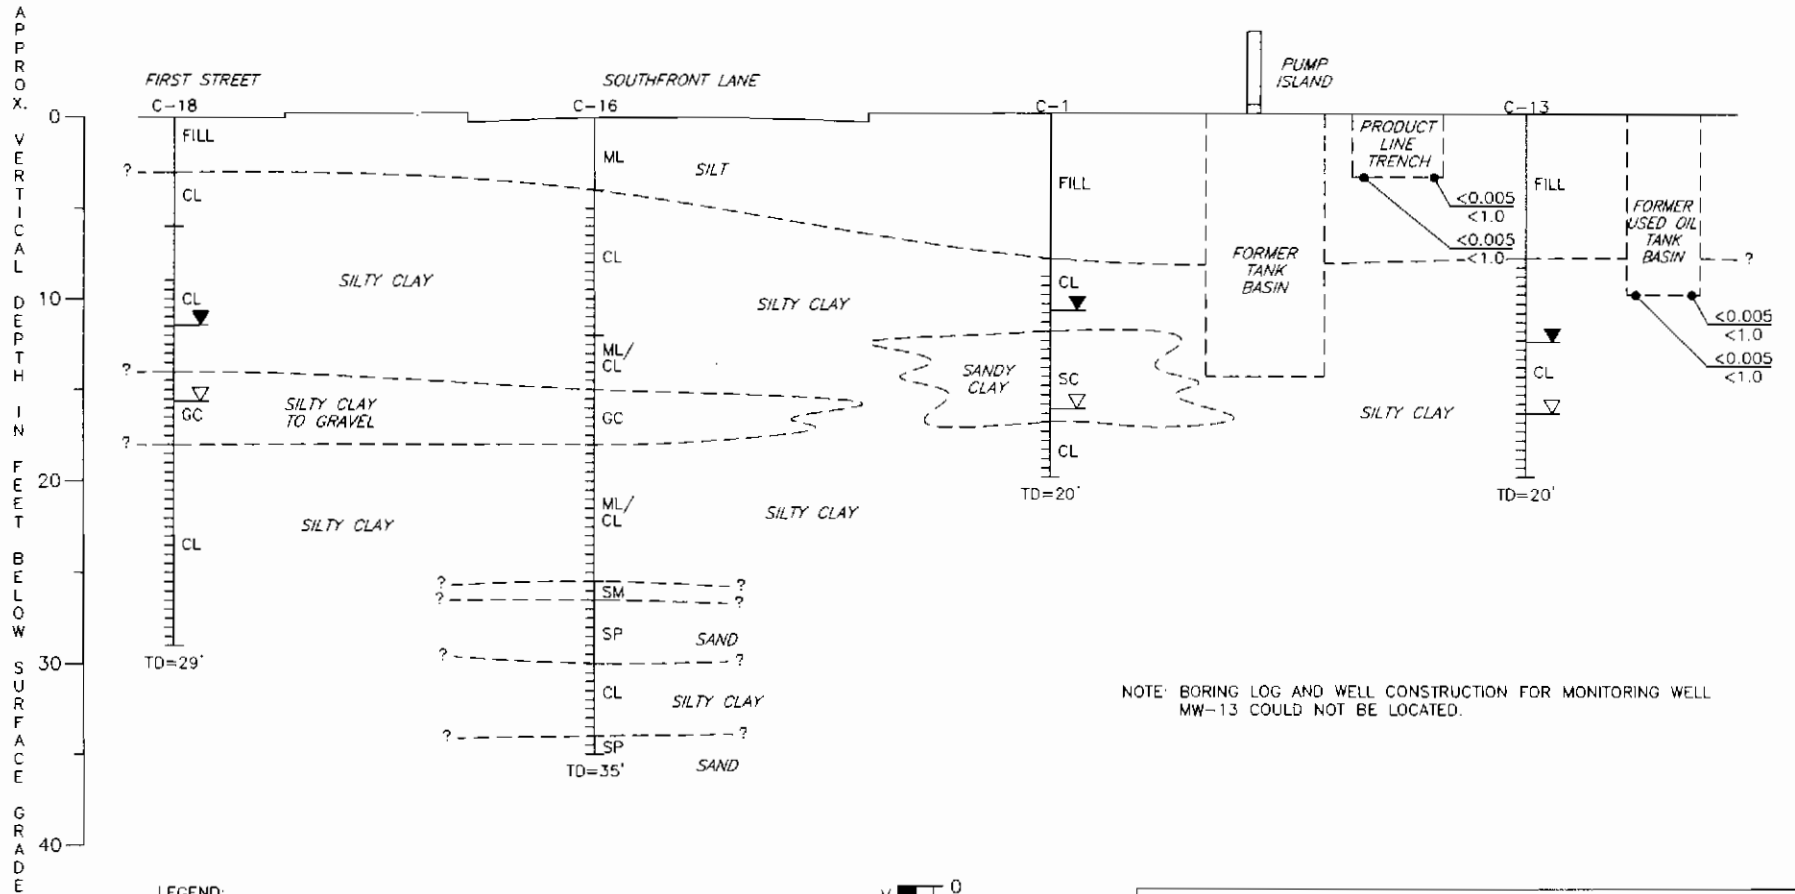 APPROX. VERTICAL DEPTH IN FEET BELOW SURFACE GRADE
0
10
20
30
40
FIRST STREET
C-18
SOUTHFRONT LANE
C-16
C-1
PUMP
ISLAND
C-13
FILL
ML
SILT
FILL
PRODUCT
LINE
TRENCH
<0.005
<1.0
<0.005
<1.0
FILL
FORMER
USED OIL
TANK
BASIN
<0.005
<1.0
<0.005
<1.0
?
CL
CL
SILTY CLAY
CL
SILTY CLAY
CL
FORMER
TANK
BASIN
?
CL
ML/
CL
SANDY
CLAY
SC
CL
?
GC
SILTY CLAY
TO GRAVEL
GC
SILTY CLAY
?
CL
TD=20'
TD=20'
SILTY CLAY
CL
ML/
CL
SILTY CLAY
? ?
SM
? ?
SP
SAND
TD=29'
? ?
CL
SILTY CLAY
? ?
SP
SAND
TD=35'
NOTE: BORING LOG AND WELL CONSTRUCTION FOR MONITORING WELL
MW-13 COULD NOT BE LOCATED.
LEGEND:
V 0